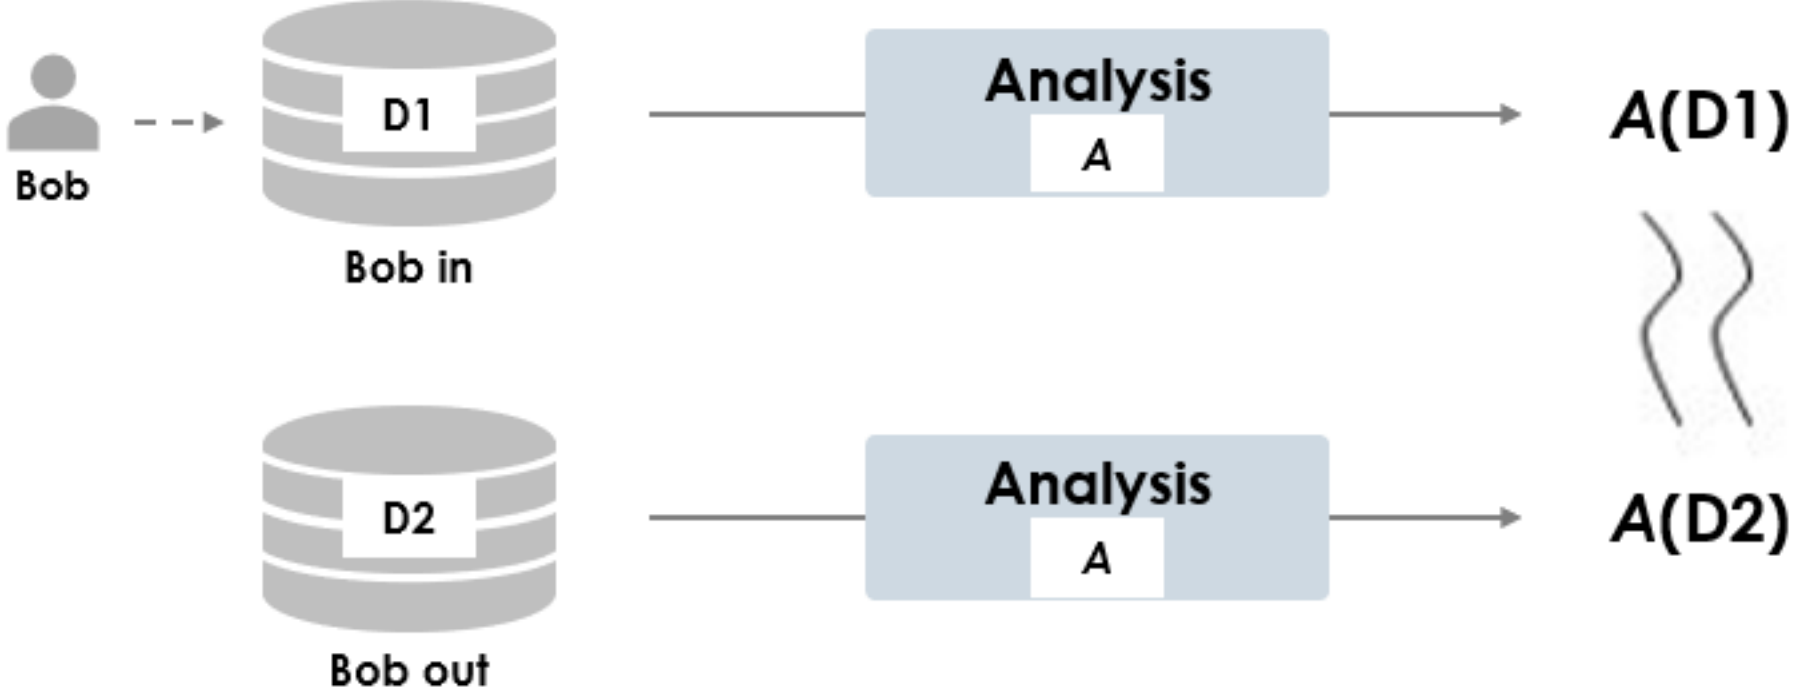 Bob
D1
Bob in
Analysis
A
A(D1)
D2
Bob out
Analysis
A
A(D2)